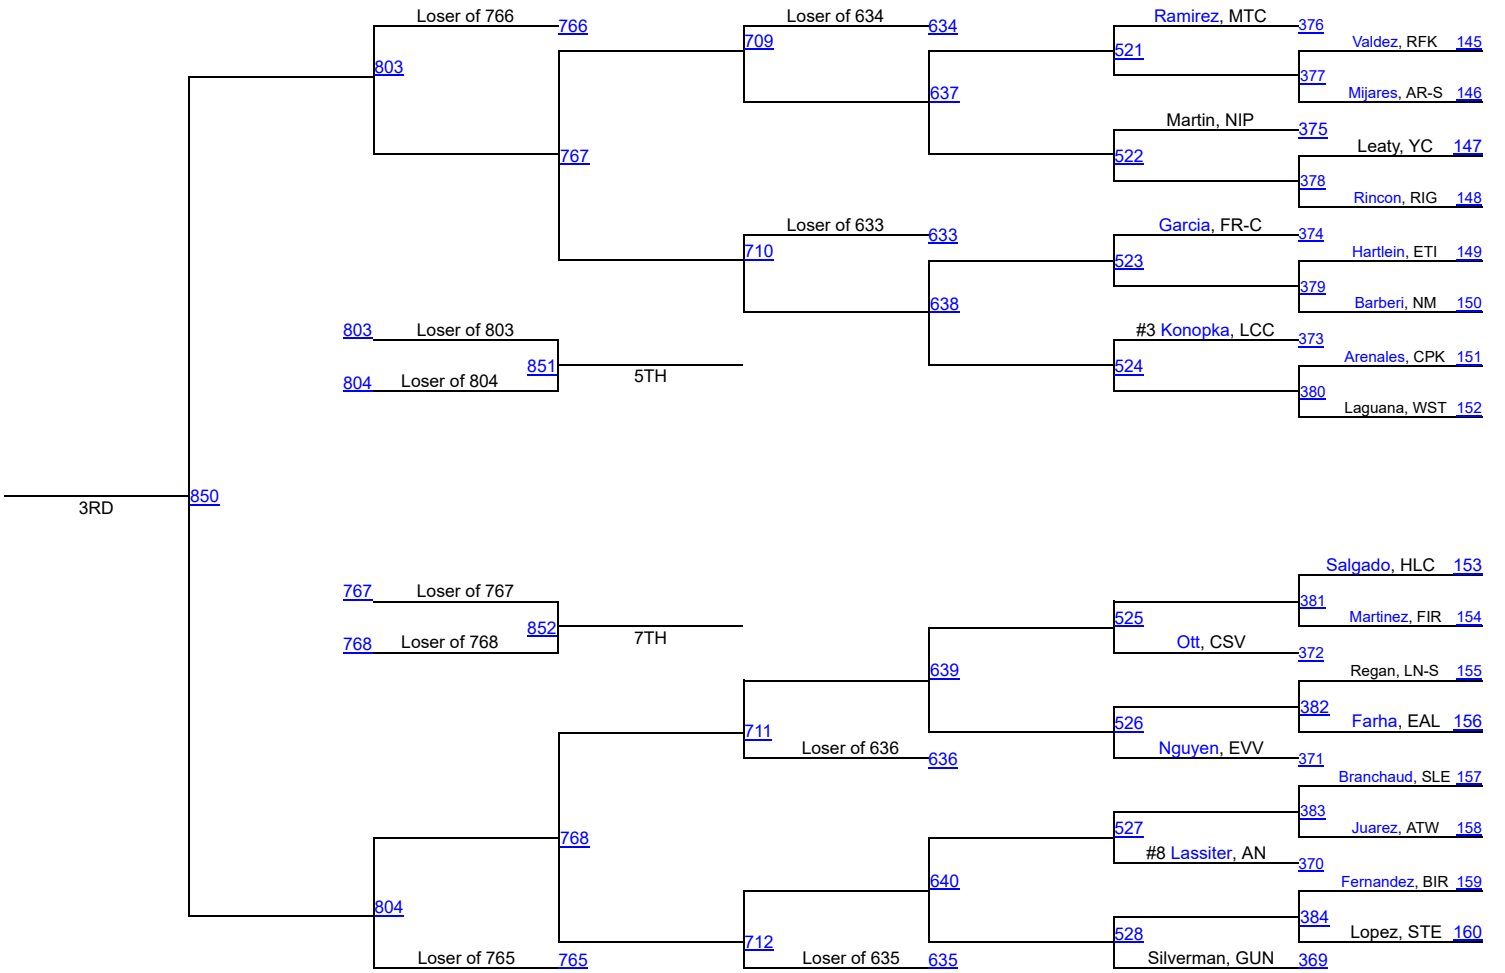 Loser of 766 766 Loser of 634 634 Ramirez, MTC 376
709 Valdez, RFK 145
803 521
377
637 Mijares, AR-S 146
Martin, NIP 375
767 522 Leaty, YC 147
378
Rincon, RIG 148
Loser of 633 633 Garcia, FR-C 374
710 523 Hartlein, ETI 149
379
638 Barberi, NM 150
803 Loser of 803 #3 Konopka, LCC 373
851 524 Arenales, CPK 151
5TH
804 Loser of 804 380
Laguana, WST 152
850
3RD
Salgado, HLC 153
767 Loser of 767 381
852 525 Martinez, FIR 154
7TH
768 Loser of 768 Ott, CSV 372
639 Regan, LN-S 155
382
711 526 Farha, EAL 156
Loser of 636 636 Nguyen, EVV 371
Branchaud, SLE 157
383
768 527 Juarez, ATW 158
#8 Lassiter, AN 370
640 Fernandez, BIR 159
804 384
712 528 Lopez, STE 160
Loser of 765 765 Loser of 635 635 Silverman, GUN 369